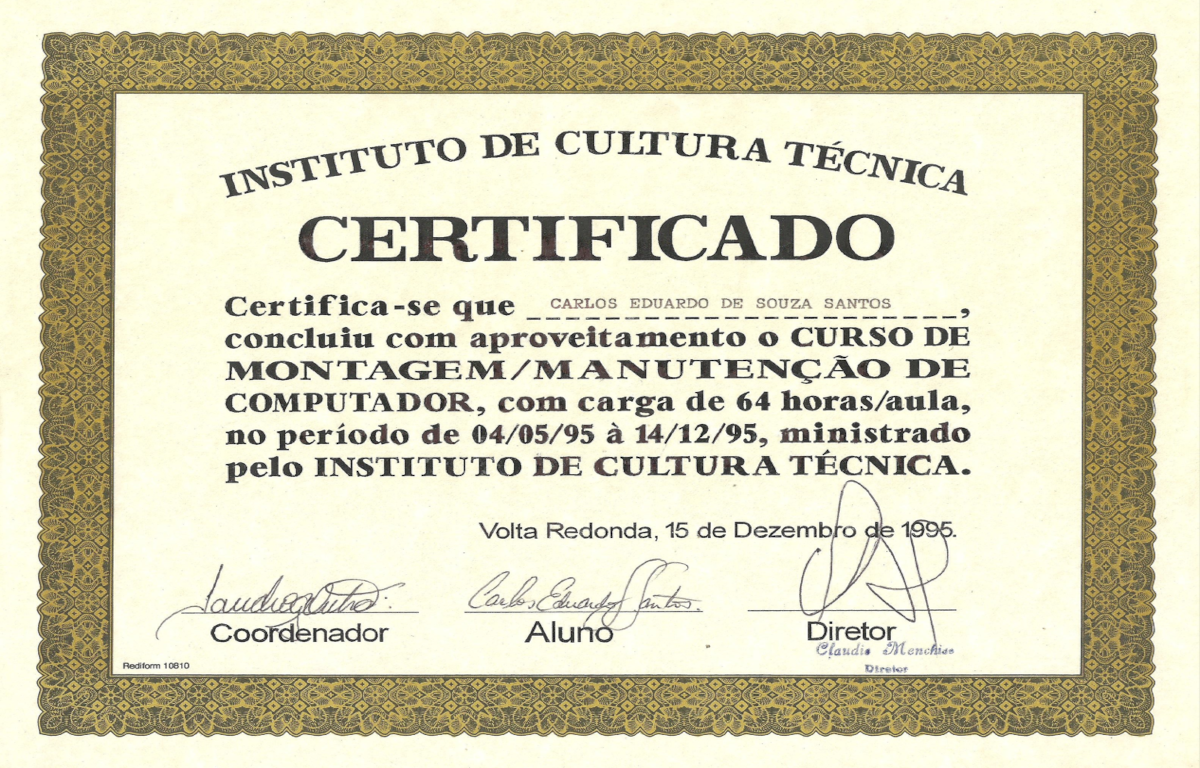 INSTITUTO DE CULTURA TÉCNICA
CERTIFICADO
Certifica-se que CARLOS EDUARDO DE SOUZA SANTOS,
concluiu com aproveitamento o CURSO DE
MONTAGEM/MANUTENÇÃO DE
COMPUTADOR, com carga de 64 horas/aula,
no período de 04/05/95 à 14/12/95, ministrado
pelo INSTITUTO DE CULTURA TÉCNICA.
Volta Redonda, 15 de Dezembro de 1995.
Carlos Eduardo S Santos.
Coordenador Aluno Diretor
Claudio
Diretor
Rediform 10810